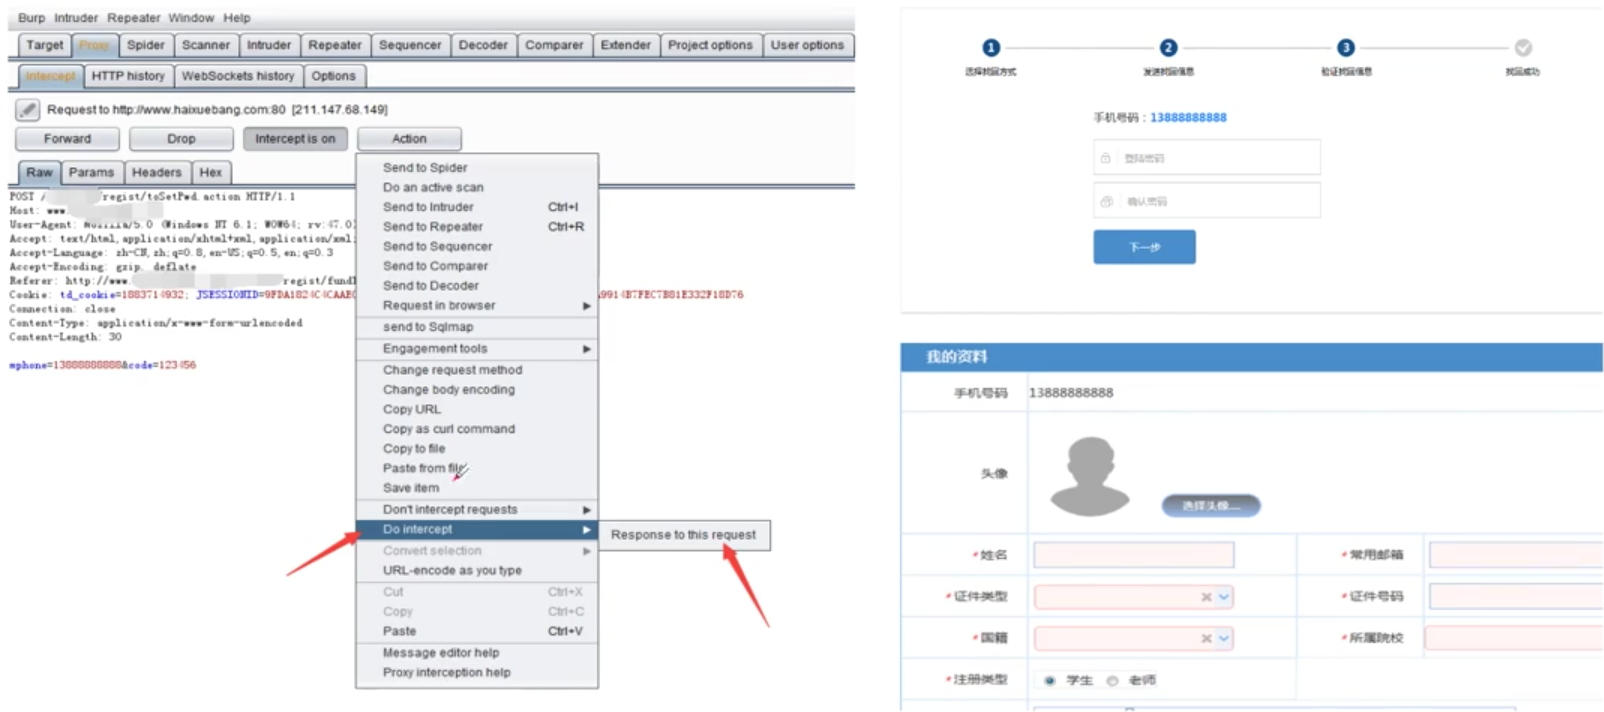 Burp Intruder Repeater Window Help
Target Proxy Spider Scanner Intruder Repeater Sequencer Decoder Comparer Extender Project options User options
Intercept HTTP history WebSockets history Options
Request to http://www.haixuebang.com:80 [211.147.68.149]
Forward Drop Intercept is on Action
Raw Params Headers Hex
POST / /regist/toSetPwd.action HTTP/1.1
Host: www.
User-Agent: Mozilla/5.0 (Windows NT 6.1; WOW64; rv:47.0)
Accept: text/html,application/xhtml+xml,application/xml;
Accept-Language: zh-CN,zh;q=0.8,en-US;q=0.5,en;q=0.3
Accept-Encoding: gzip, deflate
Referer: http://www. regist/fundl
Cookie: td_cookie=1883714932; JSESSIONID=9FDA1824C4CAAEC A9914B7FEC7B81E332F18D76
Connection: close
Content-Type: application/x-www-form-urlencoded
Content-Length: 30
mphone=13888888888&code=123456
Send to Spider
Do an active scan
Send to Intruder Ctrl+I
Send to Repeater Ctrl+R
Send to Sequencer
Send to Comparer
Send to Decoder
Request in browser
send to Sqlmap
Engagement tools
Change request method
Change body encoding
Copy URL
Copy as curl command
Copy to file
Paste from file
Save item
Don't intercept requests
Do intercept
Response to this request
Convert selection
URL-encode as you type
Cut Ctrl+X
Copy Ctrl+C
Paste Ctrl+V
Message editor help
Proxy interception help
1 2 3
选择找回方式 发送找回信息 验证找回信息 找回成功
手机号码：13888888888
登陆密码
确认密码
下一步
我的资料
手机号码 13888888888
头像
选择头像...
*姓名 *常用邮箱
*证件类型 *证件号码
*国籍 *所属院校
*注册类型 学生 老师